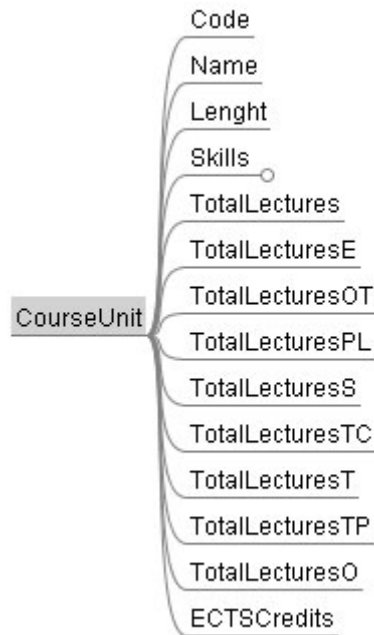 Code
Name
Lenght
Skills
TotalLectures
TotalLecturesE
TotalLecturesOT
CourseUnit
TotalLecturesPL
TotalLecturesS
TotalLecturesTC
TotalLecturesT
TotalLecturesTP
TotalLecturesO
ECTSCredits